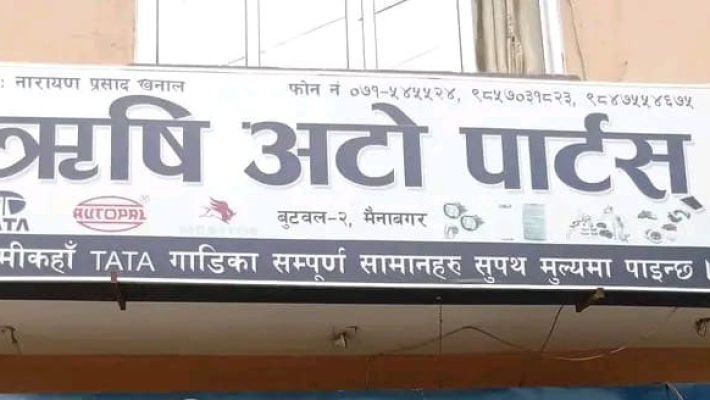 : नारायण प्रसाद खनाल फोन नं ०७१-५४५५२४, ९८५७०३१८२३, ९८४७५५४६७५
ऋषि अटो पार्टस
TATA AUTOPAL बुटवल-२, मैनाबगर
मीकहाँ TATA गाडिका सम्पूर्ण सामानहरु सुपथ मुल्यमा पाइन्छ ।